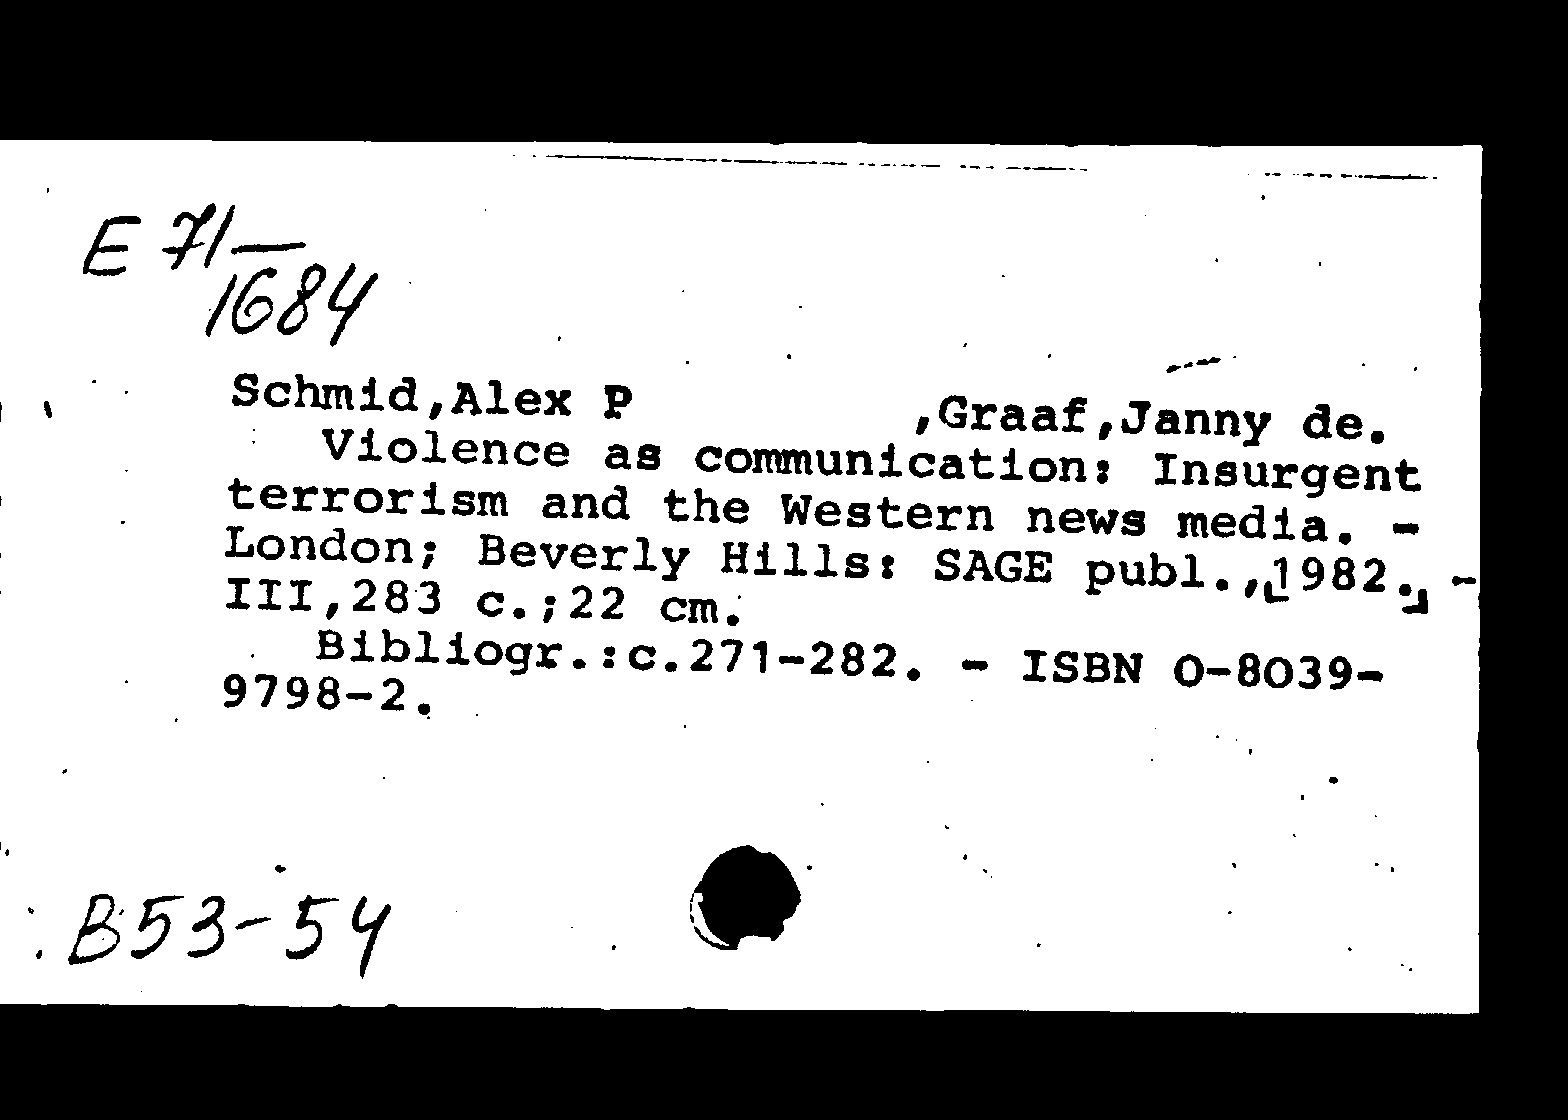 E 71—
1684
Schmid,Alex P ,Graaf,Janny de.
Violence as communication: Insurgent
terrorism and the Western news media. -
London; Beverly Hills: SAGE publ.,[1982.] -
III,283 c.;22 cm.
Bibliogr.:c.271-282. - ISBN 0-8039-
9798-2.
B53-54